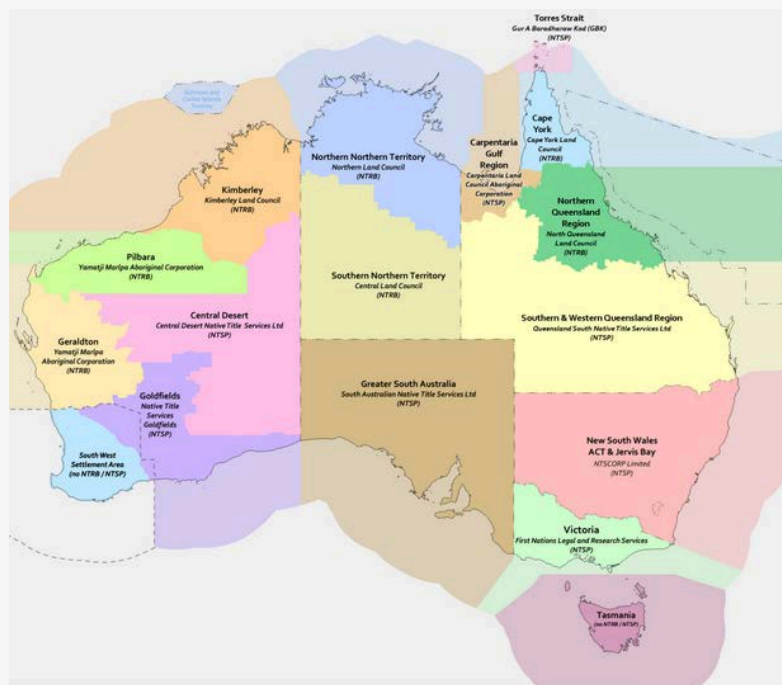 Torres Strait
Gur A Baradharaw Kod (GBK)
(NTSP)
Ashmore and
Cartier Islands
Territory
Cape
York
Cape York Land
Council
(NTRB)
Carpentaria
Gulf
Region
Carpentaria Land
Council Aboriginal
Corporation
(NTSP)
Northern Northern Territory
Northern Land Council
(NTRB)
Kimberley
Kimberley Land Council
(NTRB)
Northern
Queensland
Region
North Queensland
Land Council
(NTRB)
Pilbara
Yamatji Marlpa Aboriginal Corporation
(NTRB)
Southern Northern Territory
Central Land Council
(NTRB)
Central Desert
Central Desert Native Title Services Ltd
(NTSP)
Southern & Western Queensland Region
Queensland South Native Title Services Ltd
(NTSP)
Geraldton
Yamatji Marlpa
Aboriginal Corporation
(NTRB)
Greater South Australia
South Australian Native Title Services Ltd
(NTSP)
Goldfields
Native Title
Services
Goldfields
(NTSP)
New South Wales
ACT & Jervis Bay
NTSCORP Limited
(NTSP)
South West
Settlement Area
(no NTRB / NTSP)
Victoria
First Nations Legal and Research Services
(NTSP)
Tasmania
(no NTRB / NTSP)